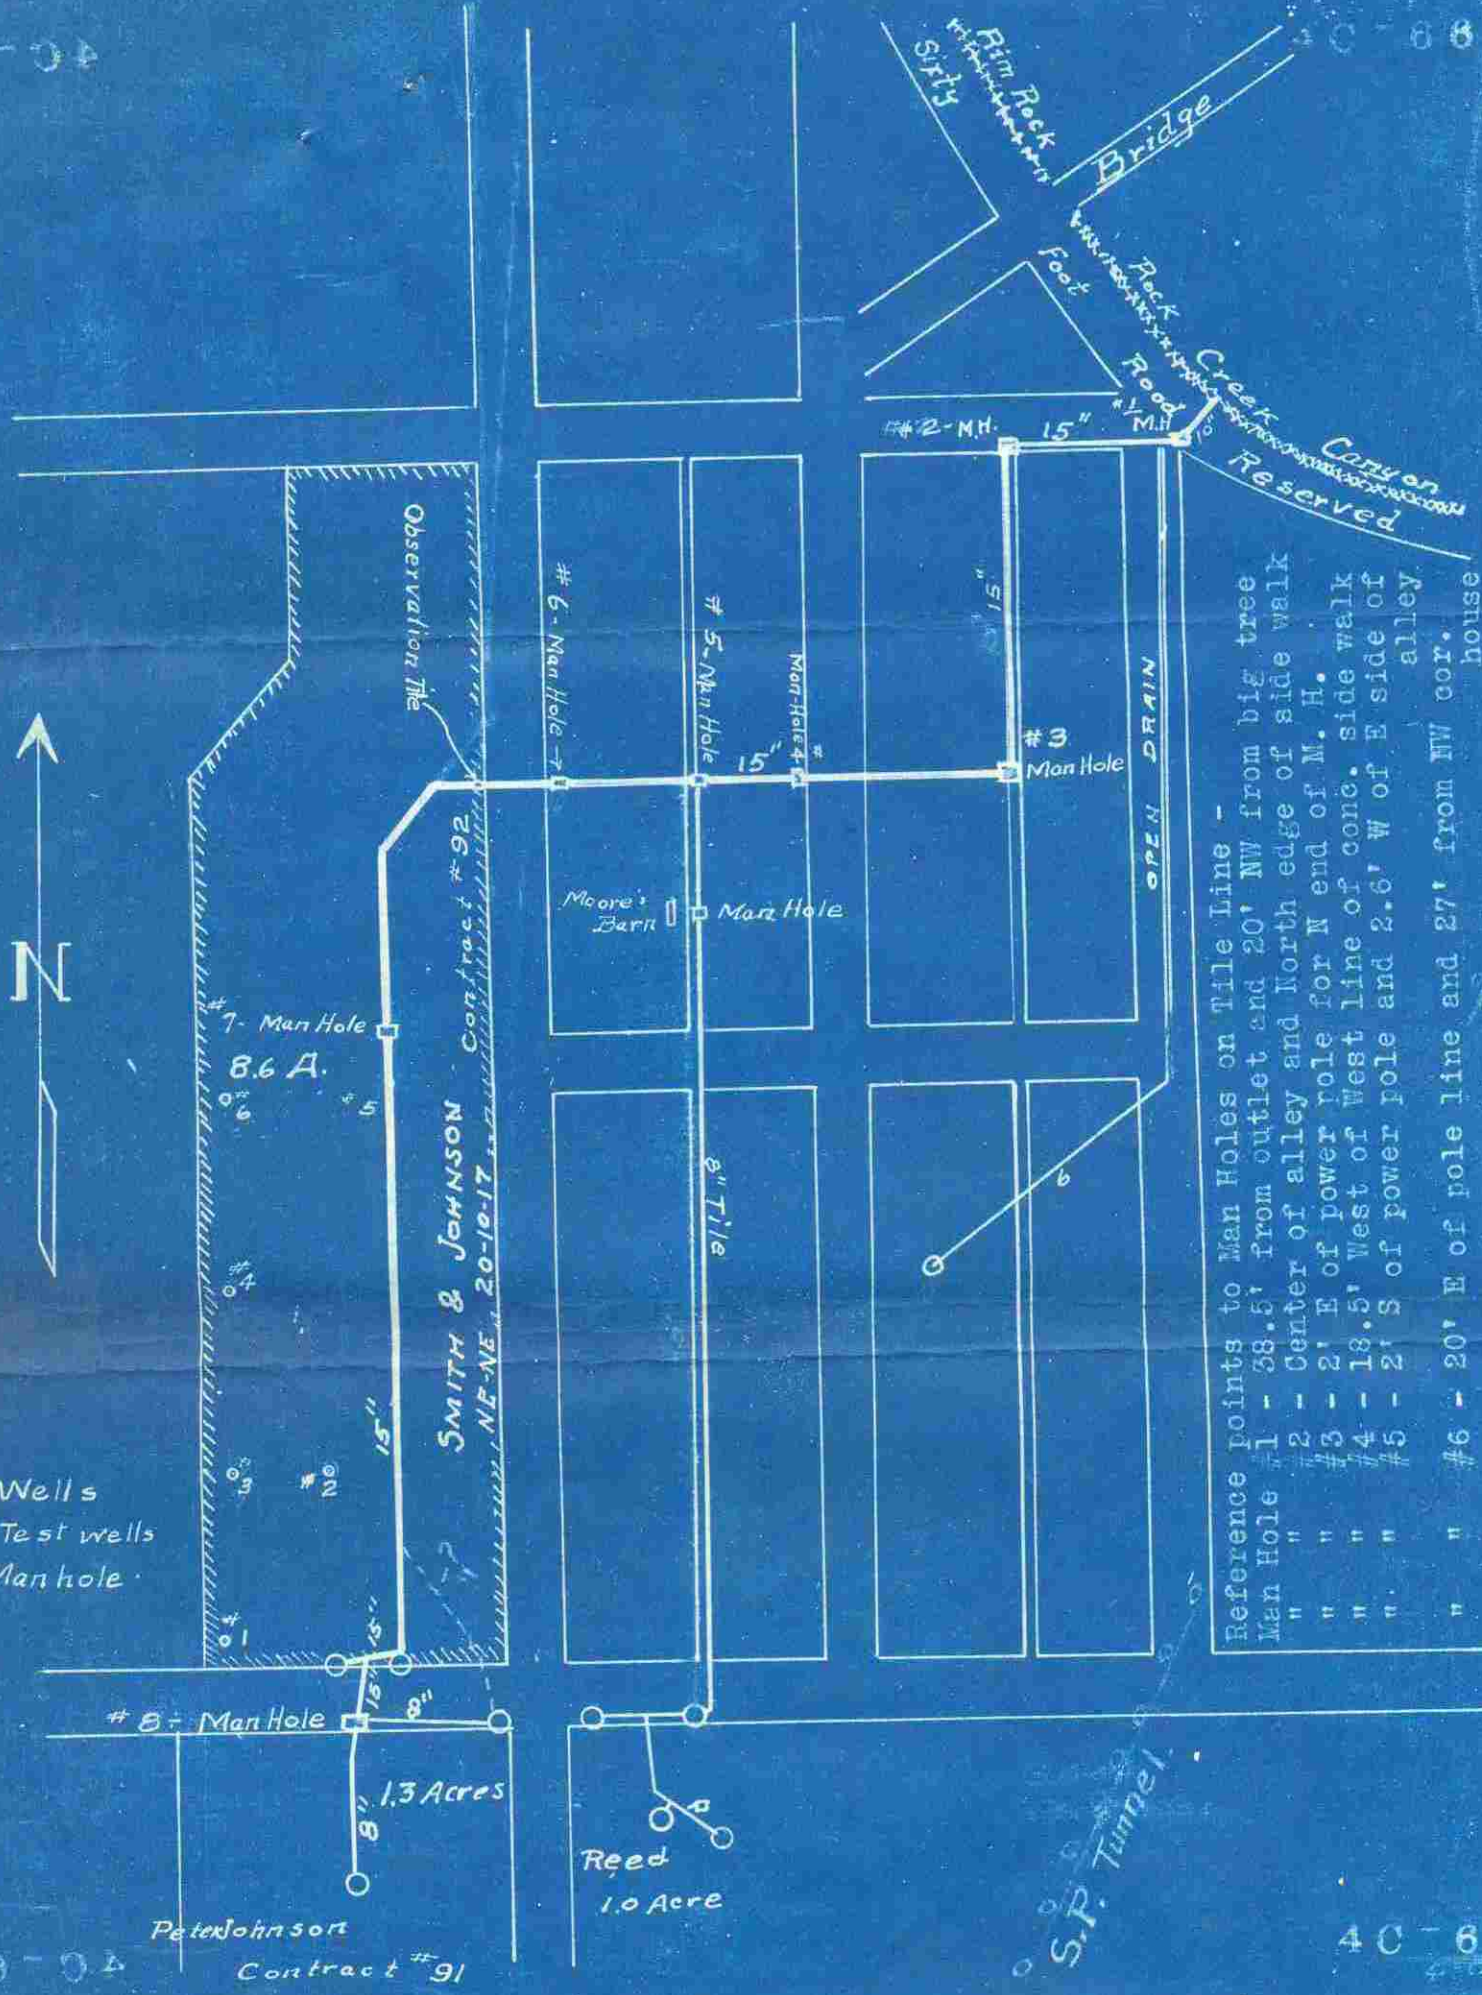 Rim Rock
Sixty
Bridge
Foot
Road
Rock Creek Canyon
Reserved
#2-M.H.
15"
#1
M.H.
10"
15"
Observation Tile
#6-Man Hole
#5-Man Hole
Man-Hole 4#
15"
#3
Man Hole
OPEN DRAIN
Moore's
Barn
Man Hole
N
#7- Man Hole
8.6 A.
#6
#5
SMITH & JOHNSON Contract #92
NE-NE 20-10-17
8" Tile
6
#4
15"
#3
#2
Wells
Test wells
Manhole
#1
15"
15"
#8- Man Hole
8"
1.3 Acres
8"
Reed
1.0 Acre
Peter Johnson
Contract #91
S.P. Tunnel
Reference points to Man Holes on Tile Line -
Man Hole #1 - 38.5' from outlet and 20' NW from big tree
" " #2 - Center of alley and North edge of side walk
" " #3 - 2' E of power pole for N end of M. H.
" " #4 - 18.5' West of West line of conc. side walk
" " #5 - 2' S of power pole and 2.6' W of E side of
alley
" " #6 - 20' E of pole line and 27' from NW cor.
house
4C-6